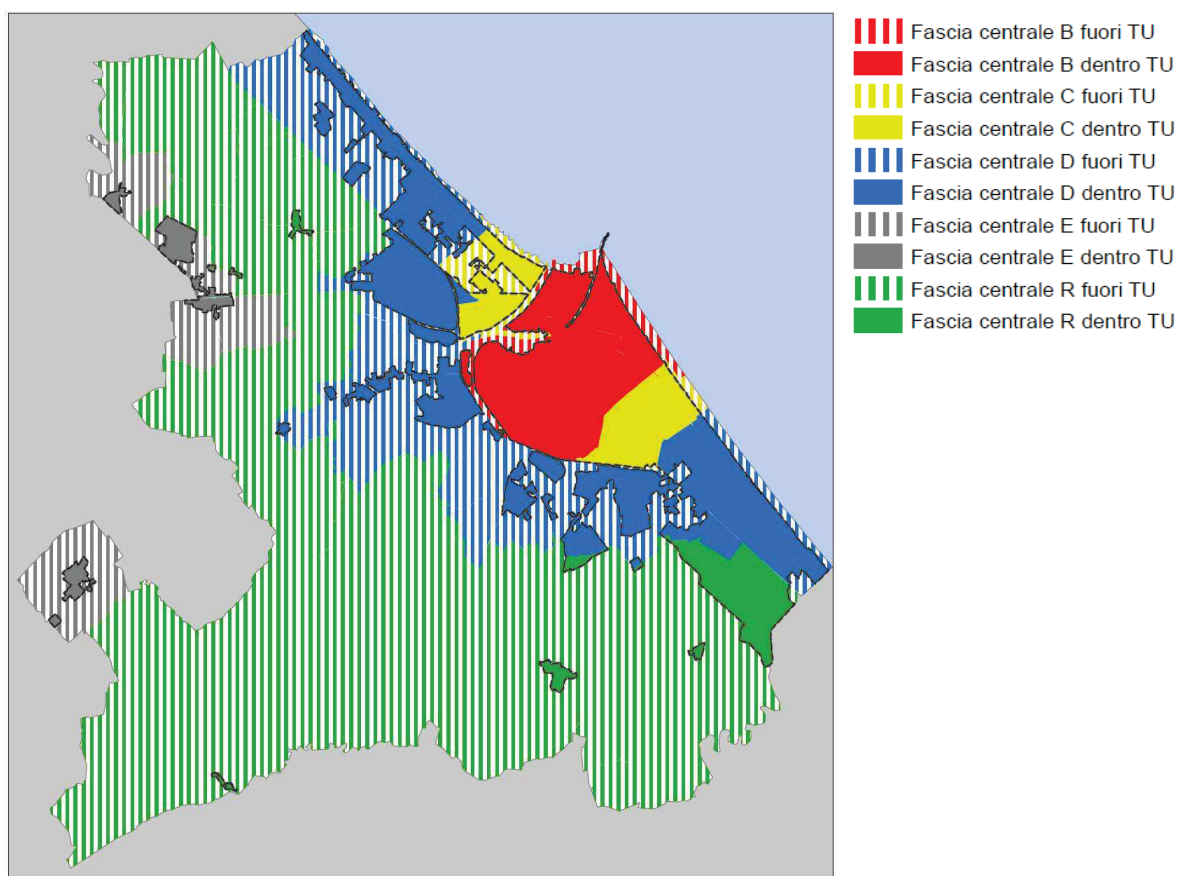 Fascia centrale B fuori TU
Fascia centrale B dentro TU
Fascia centrale C fuori TU
Fascia centrale C dentro TU
Fascia centrale D fuori TU
Fascia centrale D dentro TU
Fascia centrale E fuori TU
Fascia centrale E dentro TU
Fascia centrale R fuori TU
Fascia centrale R dentro TU